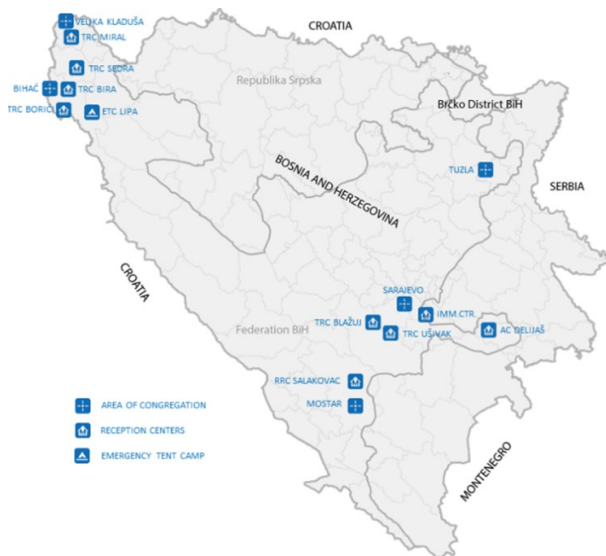 CROATIA
VELIKA KLADUŠA
TRC MIRAL
TRC SEDRA
Republika Srpska
BIHAĆ
TRC BIRA
TRC BORIĆI
ETC LIPA
Brčko District BiH
BOSNIA AND HERZEGOVINA
TUZLA
SERBIA
CROATIA
SARAJEVO
IMM.CTR.
Federation BiH
TRC BLAŽUJ
TRC UŠIVAK
AC DELIJAŠ
RRC SALAKOVAC
MOSTAR
AREA OF CONGREGATION
RECEPTION CENTERS
EMERGENCY TENT CAMP
MONTENEGRO